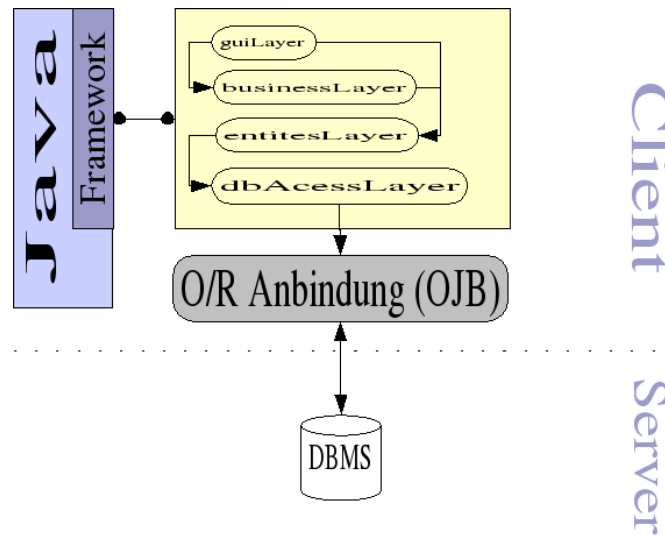 Java
Framework
guiLayer
businessLayer
entitesLayer
dbAcessLayer
O/R Anbindung (OJB)
DBMS
Client
Server